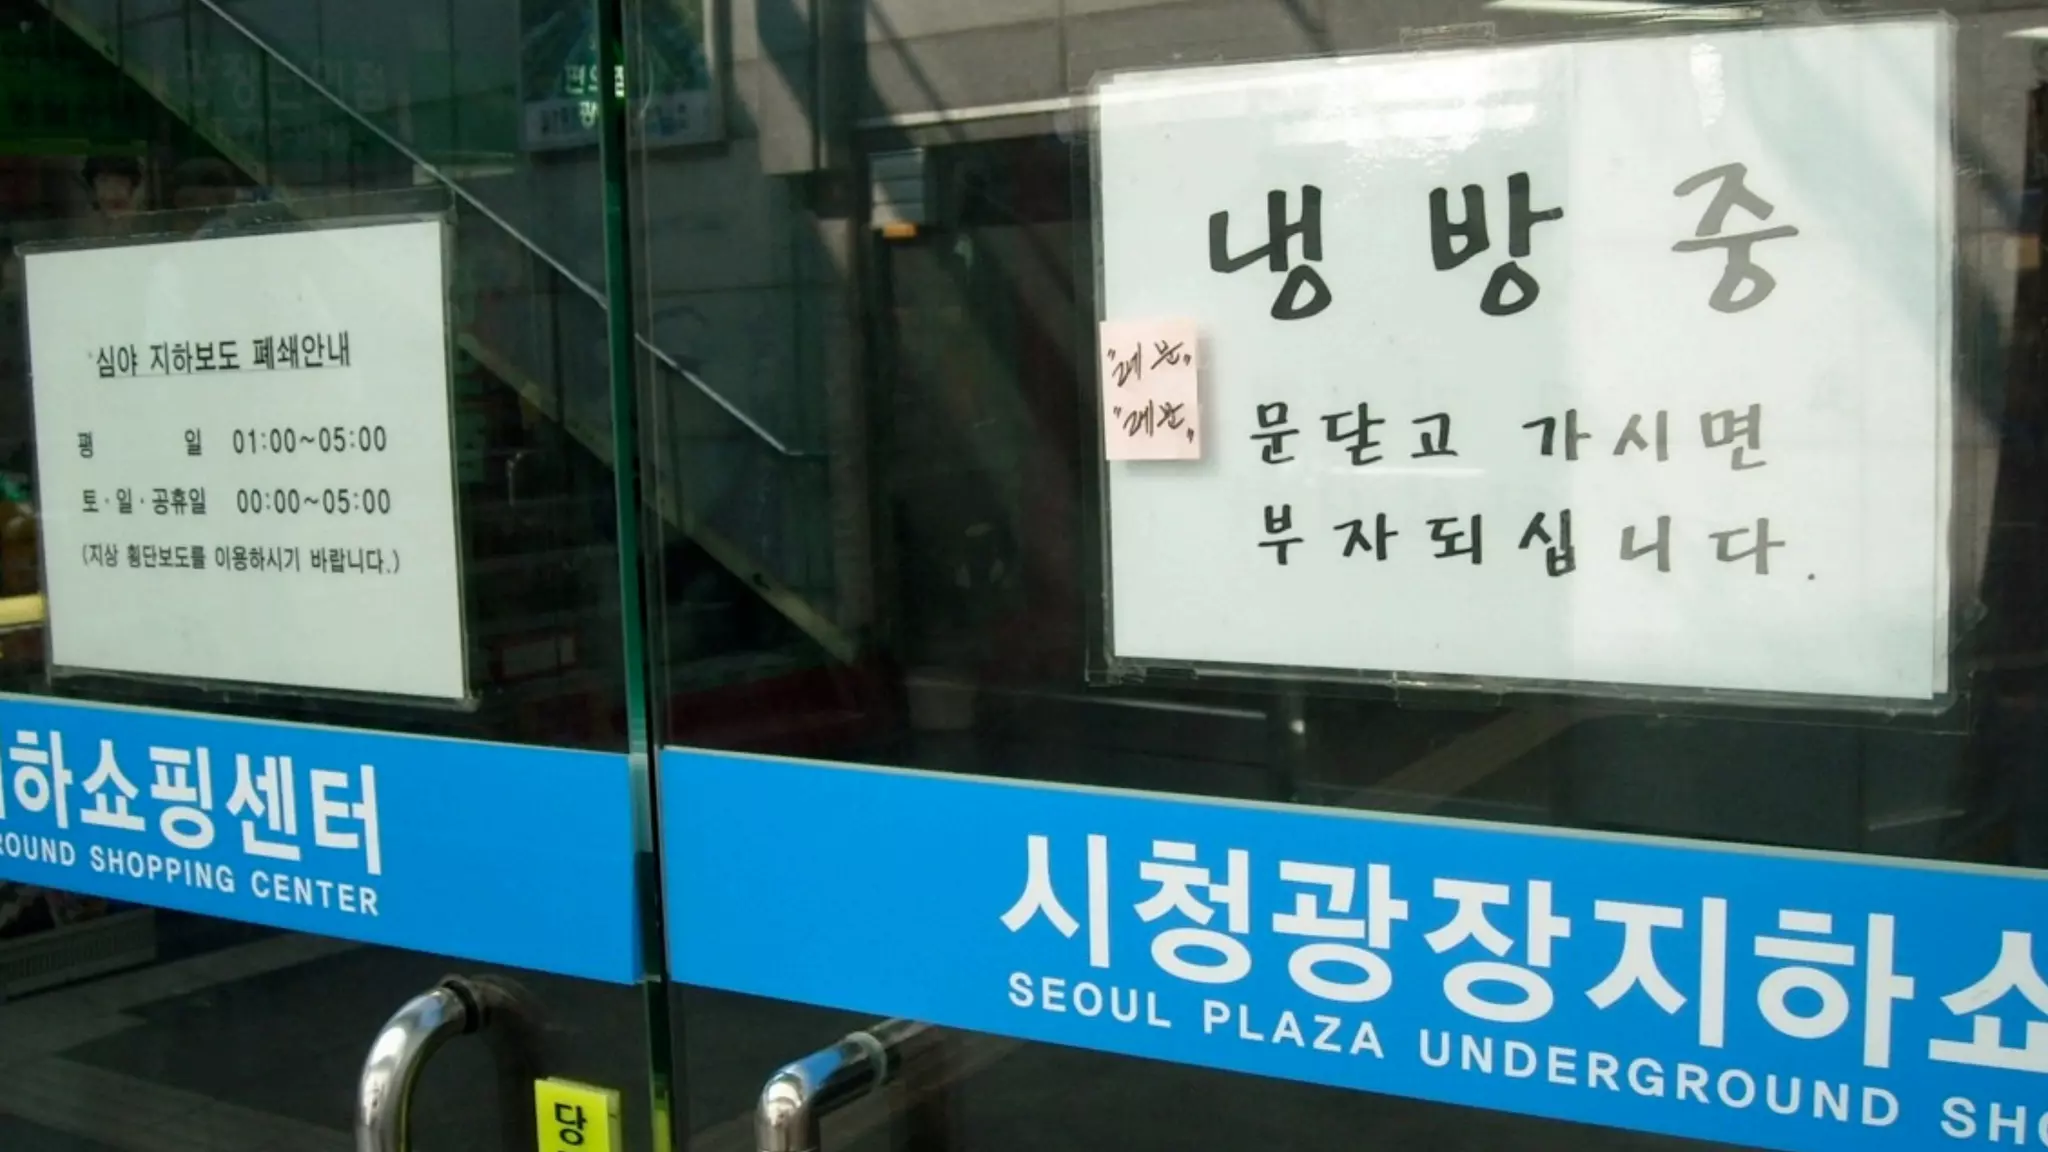 심야 지하보도 폐쇄안내
평 일 01:00~05:00
토·일·공휴일 00:00~05:00
(지상 횡단보도를 이용하시기 바랍니다.)
냉방중
문닫고 가시면
부자되십니다.
하쇼핑센터
SHOPPING CENTER
시청광장지하쇼
SEOUL PLAZA UNDERGROUND
당